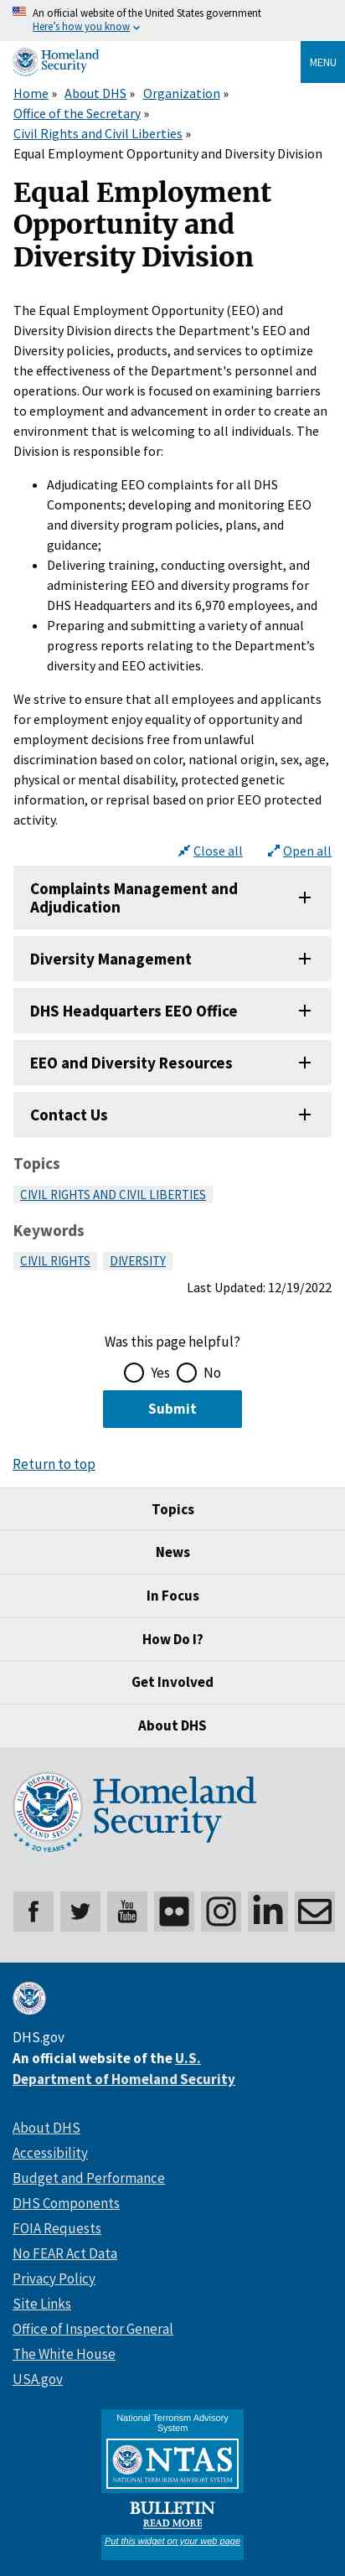 An official website of the United States government
Here's how you know
Homeland
Security
MENU
Home » About DHS » Organization »
Office of the Secretary »
Civil Rights and Civil Liberties »
Equal Employment Opportunity and Diversity Division
Equal Employment
Opportunity and
Diversity Division
The Equal Employment Opportunity (EEO) and
Diversity Division directs the Department's EEO and
Diversity policies, products, and services to optimize
the effectiveness of the Department's personnel and
operations. Our work is focused on examining barriers
to employment and advancement in order to create an
environment that is welcoming to all individuals. The
Division is responsible for:
• Adjudicating EEO complaints for all DHS
Components; developing and monitoring EEO
and diversity program policies, plans, and
guidance;
• Delivering training, conducting oversight, and
administering EEO and diversity programs for
DHS Headquarters and its 6,970 employees, and
• Preparing and submitting a variety of annual
progress reports relating to the Department’s
diversity and EEO activities.
We strive to ensure that all employees and applicants
for employment enjoy equality of opportunity and
employment decisions free from unlawful
discrimination based on color, national origin, sex, age,
physical or mental disability, protected genetic
information, or reprisal based on prior EEO protected
activity.
Close all Open all
Complaints Management and
Adjudication
Diversity Management
DHS Headquarters EEO Office
EEO and Diversity Resources
Contact Us
Topics
CIVIL RIGHTS AND CIVIL LIBERTIES
Keywords
CIVIL RIGHTS DIVERSITY
Last Updated: 12/19/2022
Was this page helpful?
Yes No
Submit
Return to top
Topics
News
In Focus
How Do I?
Get Involved
About DHS
U.S. DEPARTMENT OF HOMELAND SECURITY
20 YEARS
Homeland
Security
You
Tube
DHS.gov
An official website of the U.S.
Department of Homeland Security
About DHS
Accessibility
Budget and Performance
DHS Components
FOIA Requests
No FEAR Act Data
Privacy Policy
Site Links
Office of Inspector General
The White House
USA.gov
National Terrorism Advisory
System
NTAS
NATIONAL TERRORISM ADVISORY SYSTEM
BULLETIN
READ MORE
Put this widget on your web page